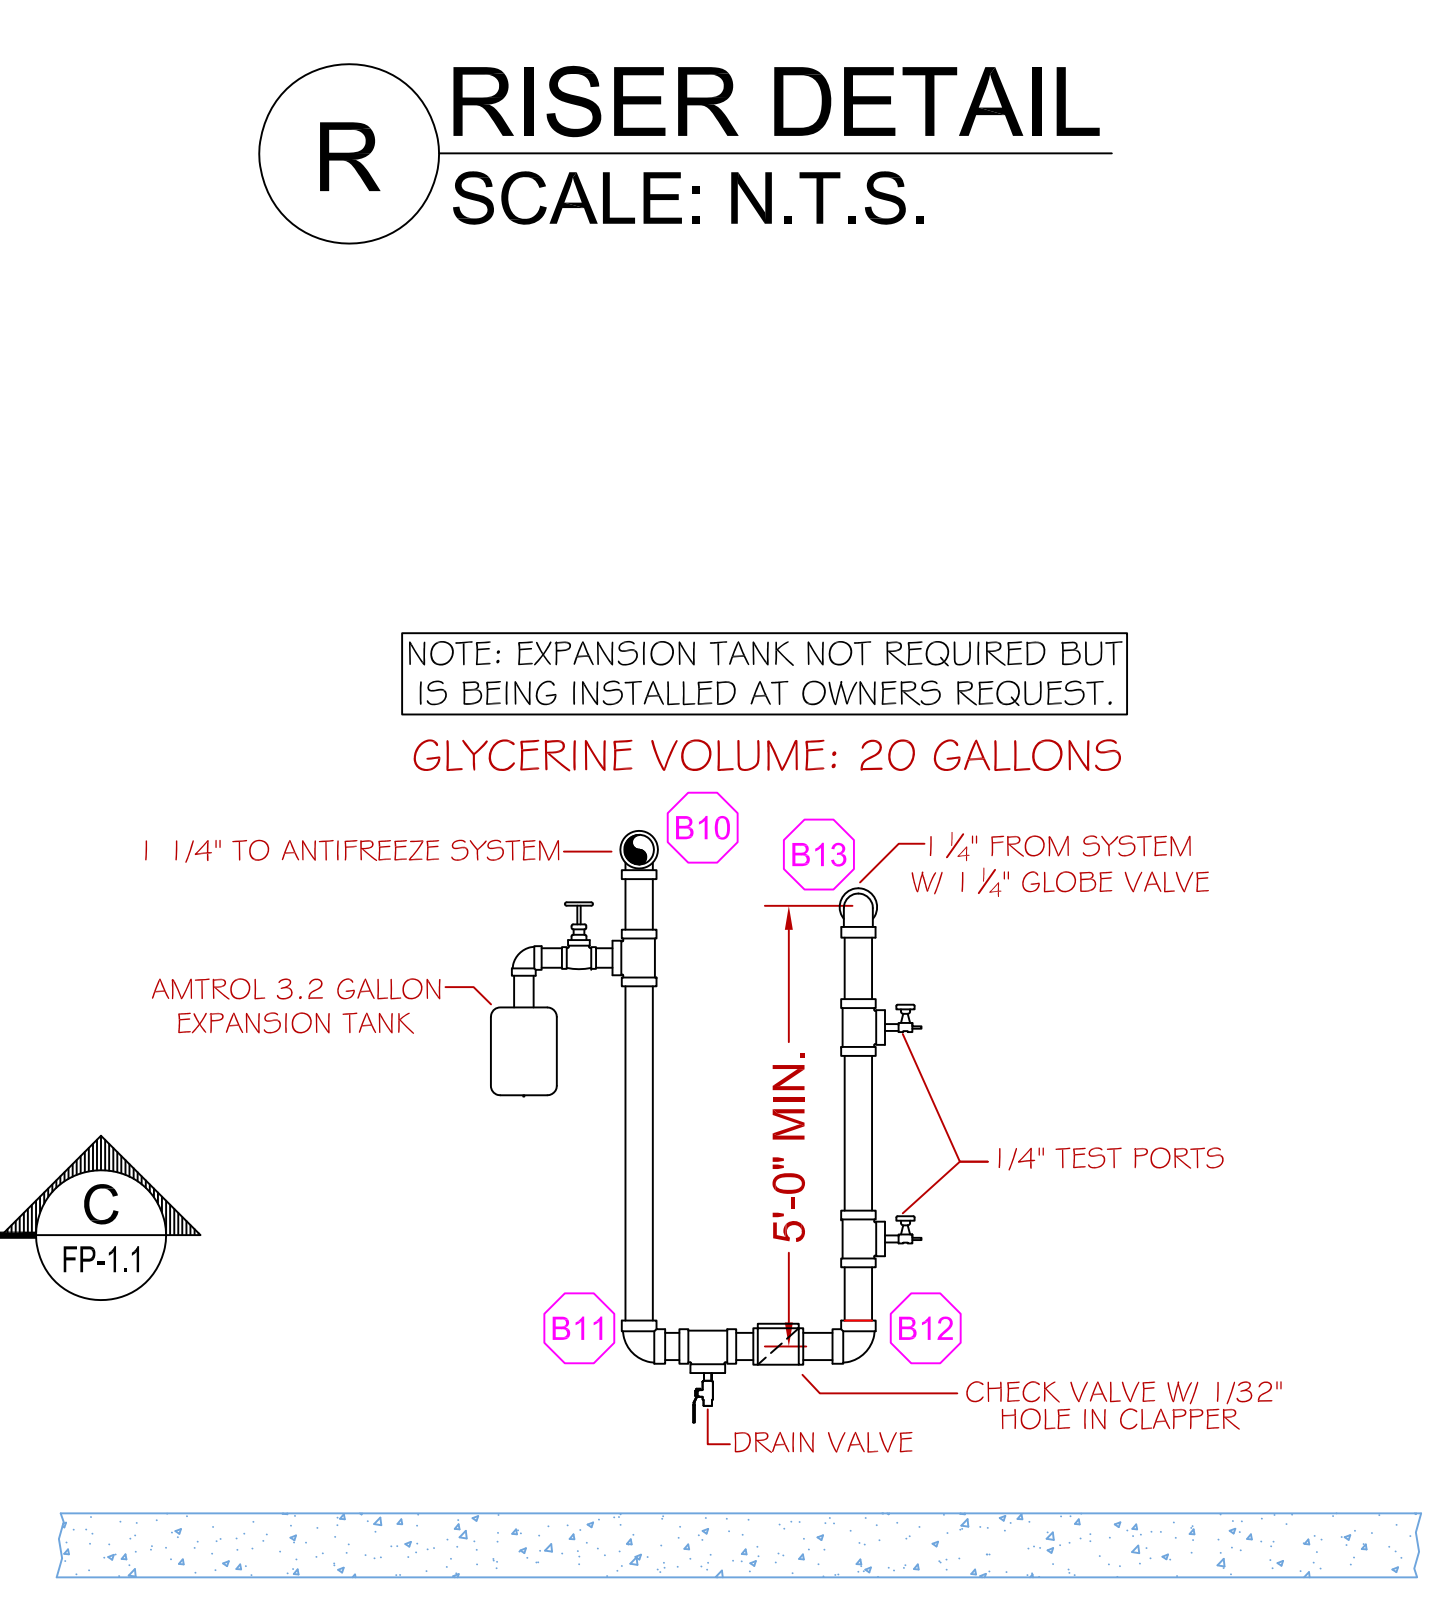 R
RISER DETAIL
SCALE: N.T.S.
NOTE: EXPANSION TANK NOT REQUIRED BUT
IS BEING INSTALLED AT OWNERS REQUEST.
GLYCERINE VOLUME: 20 GALLONS
B10
B13
1 1/4" TO ANTIFREEZE SYSTEM
1 1/4" FROM SYSTEM
W/ 1 1/4" GLOBE VALVE
AMTROL 3.2 GALLON
EXPANSION TANK
5'-0" MIN.
1/4" TEST PORTS
C
FP-1.1
B11
B12
CHECK VALVE W/ 1/32"
HOLE IN CLAPPER
DRAIN VALVE